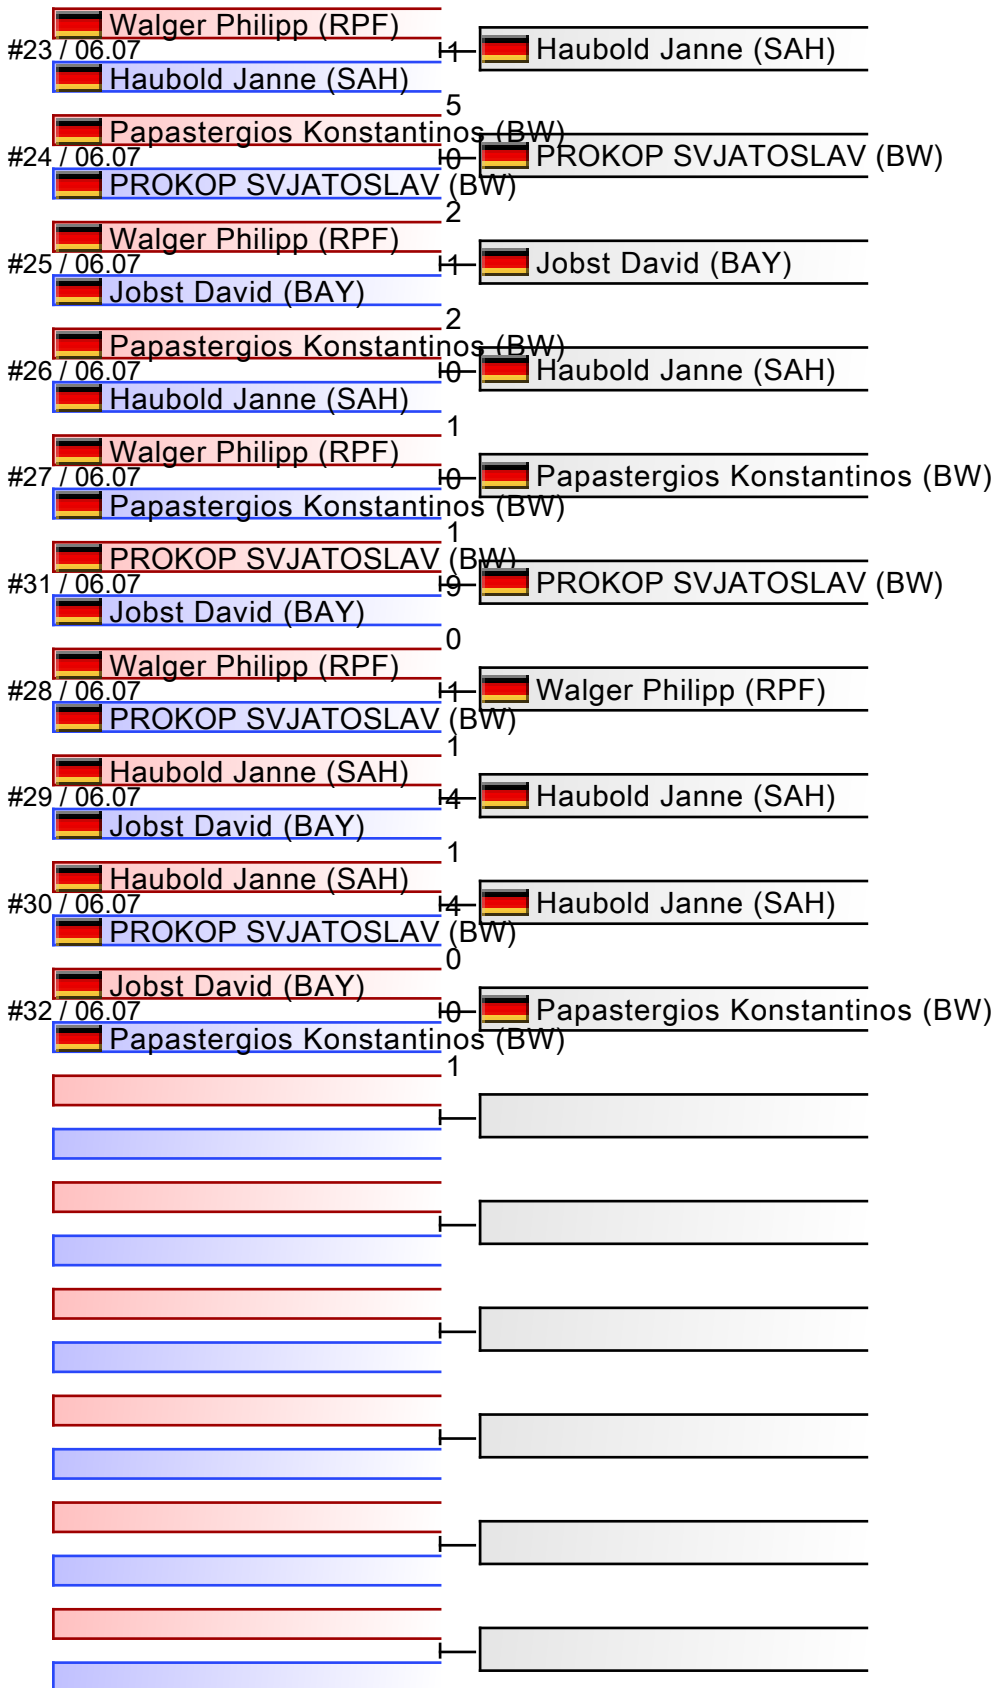 Walger Philipp (RPF)
#23 / 06.07 1 Haubold Janne (SAH)
Haubold Janne (SAH)
5
Papastergios Konstantinos (BW)
#24 / 06.07 0 PROKOP SVJATOSLAV (BW)
PROKOP SVJATOSLAV (BW)
2
Walger Philipp (RPF)
#25 / 06.07 1 Jobst David (BAY)
Jobst David (BAY)
2
Papastergios Konstantinos (BW)
#26 / 06.07 0 Haubold Janne (SAH)
Haubold Janne (SAH)
1
Walger Philipp (RPF)
#27 / 06.07 0 Papastergios Konstantinos (BW)
Papastergios Konstantinos (BW)
1
PROKOP SVJATOSLAV (BW)
#31 / 06.07 9 PROKOP SVJATOSLAV (BW)
Jobst David (BAY)
0
Walger Philipp (RPF)
#28 / 06.07 1 Walger Philipp (RPF)
PROKOP SVJATOSLAV (BW)
1
Haubold Janne (SAH)
#29 / 06.07 4 Haubold Janne (SAH)
Jobst David (BAY)
1
Haubold Janne (SAH)
#30 / 06.07 4 Haubold Janne (SAH)
PROKOP SVJATOSLAV (BW)
0
Jobst David (BAY)
#32 / 06.07 0 Papastergios Konstantinos (BW)
Papastergios Konstantinos (BW)
1